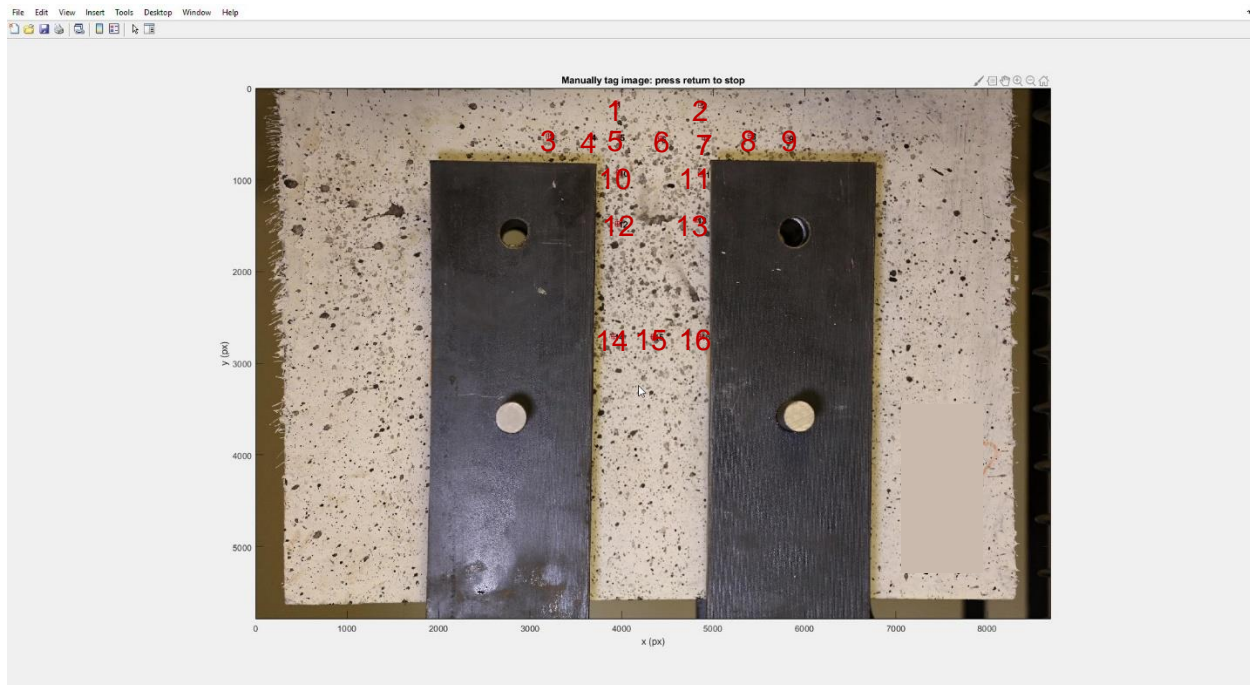 File Edit View Insert Tools Desktop Window Help
Manually tag image: press return to stop
0
1 2
3 4 5 6 7 8 9
1000
10 11
12 13
2000
14 15 16
3000
y (px)
4000
5000
0 1000 2000 3000 4000 5000 6000 7000 8000
x (px)